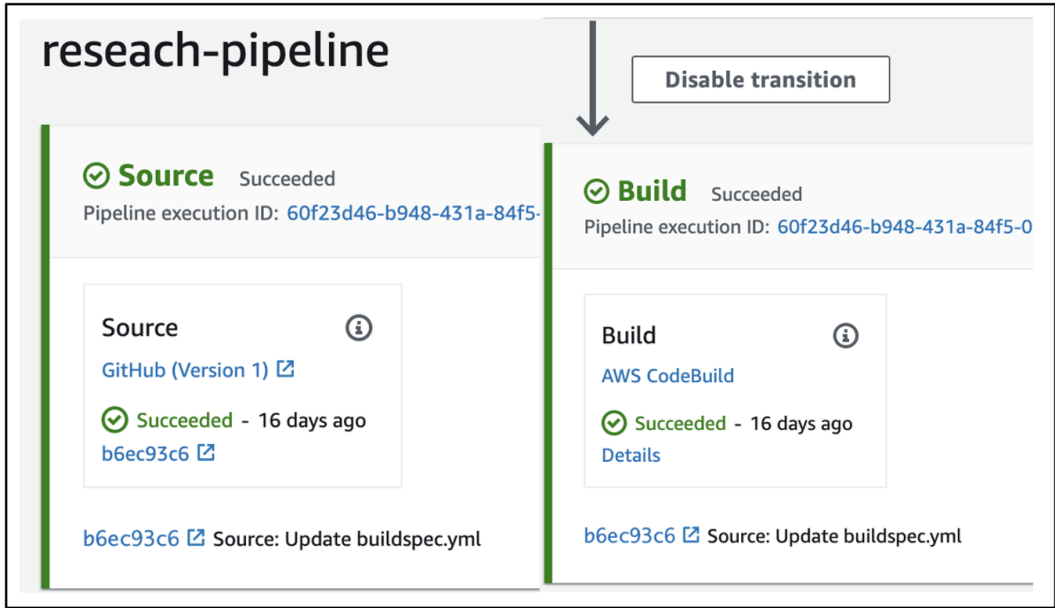 reseach-pipeline
Source Succeeded
Pipeline execution ID: 60f23d46-b948-431a-84f5-
Source
GitHub (Version 1)
Succeeded - 16 days ago
b6ec93c6
b6ec93c6 Source: Update buildspec.yml
Disable transition
Build Succeeded
Pipeline execution ID: 60f23d46-b948-431a-84f5-0
Build
AWS CodeBuild
Succeeded - 16 days ago
Details
b6ec93c6 Source: Update buildspec.yml